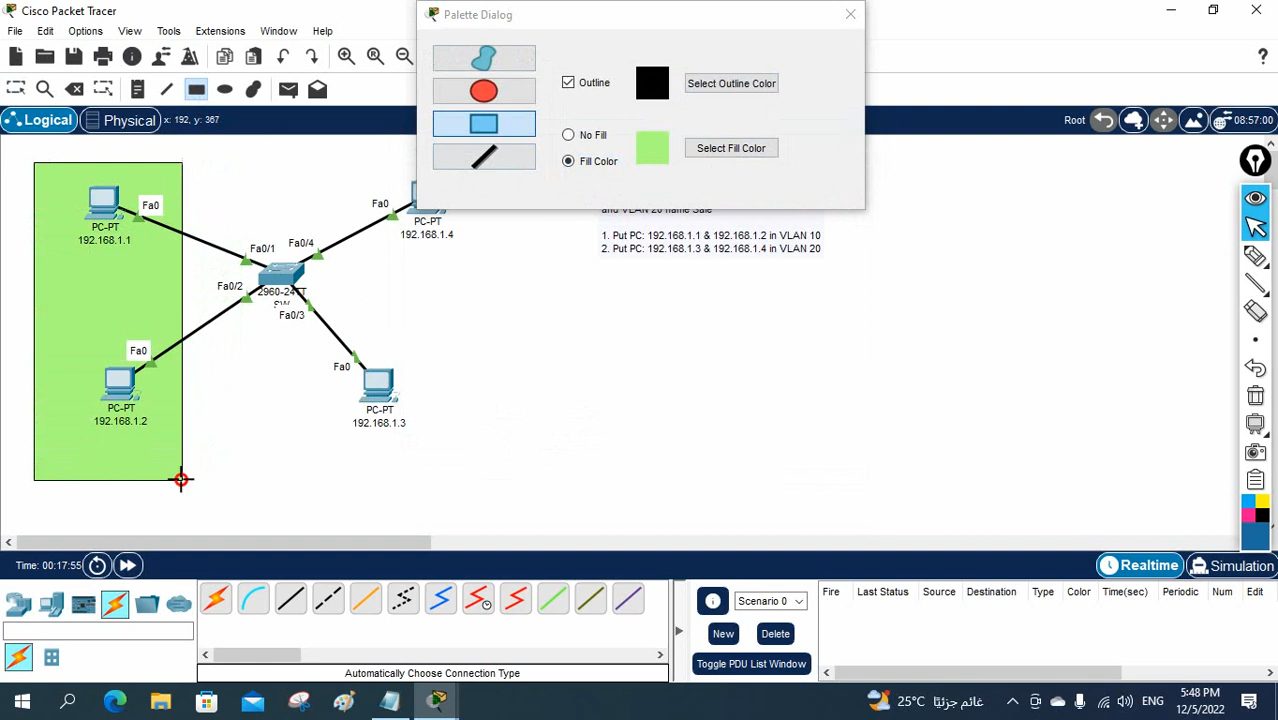 Cisco Packet Tracer
Palette Dialog
File Edit Options View Tools Extensions Window Help
Outline
Select Outline Color
No Fill
Fill Color
Select Fill Color
Logical
Physical
x: 192, y: 367
Root
08:57:00
and VLAN 20 name Sale
1. Put PC: 192.168.1.1 & 192.168.1.2 in VLAN 10
2. Put PC: 192.168.1.3 & 192.168.1.4 in VLAN 20
Fa0
PC-PT
192.168.1.1
Fa0
PC-PT
192.168.1.4
Fa0/1
Fa0/4
Fa0/2
2960-24TT
SW
Fa0/3
Fa0
PC-PT
192.168.1.2
Fa0
PC-PT
192.168.1.3
Time: 00:17:55
Realtime
Simulation
Scenario 0
New
Delete
Toggle PDU List Window
Fire Last Status Source Destination Type Color Time(sec) Periodic Num Edit
Automatically Choose Connection Type
25°C غائم جزئيًا
ENG
5:48 PM
12/5/2022